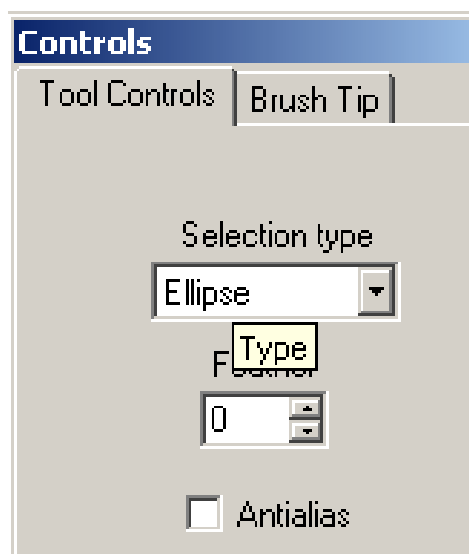 Controls
Tool Controls Brush Tip
Selection type
Ellipse
Type
0
Antialias